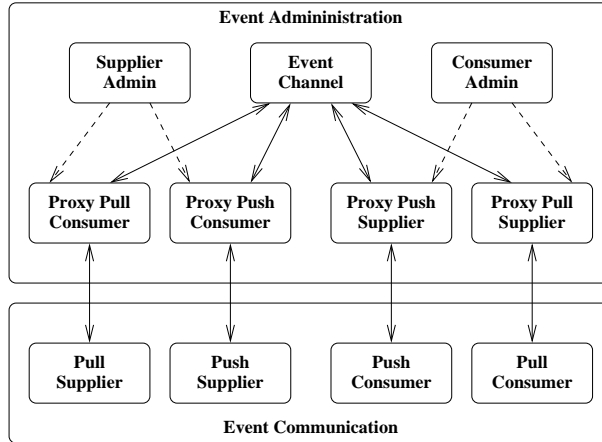 Event Admininistration
Supplier
Admin
Event
Channel
Consumer
Admin
Proxy Pull
Consumer
Proxy Push
Consumer
Proxy Push
Supplier
Proxy Pull
Supplier
Pull
Supplier
Push
Supplier
Push
Consumer
Pull
Consumer
Event Communication